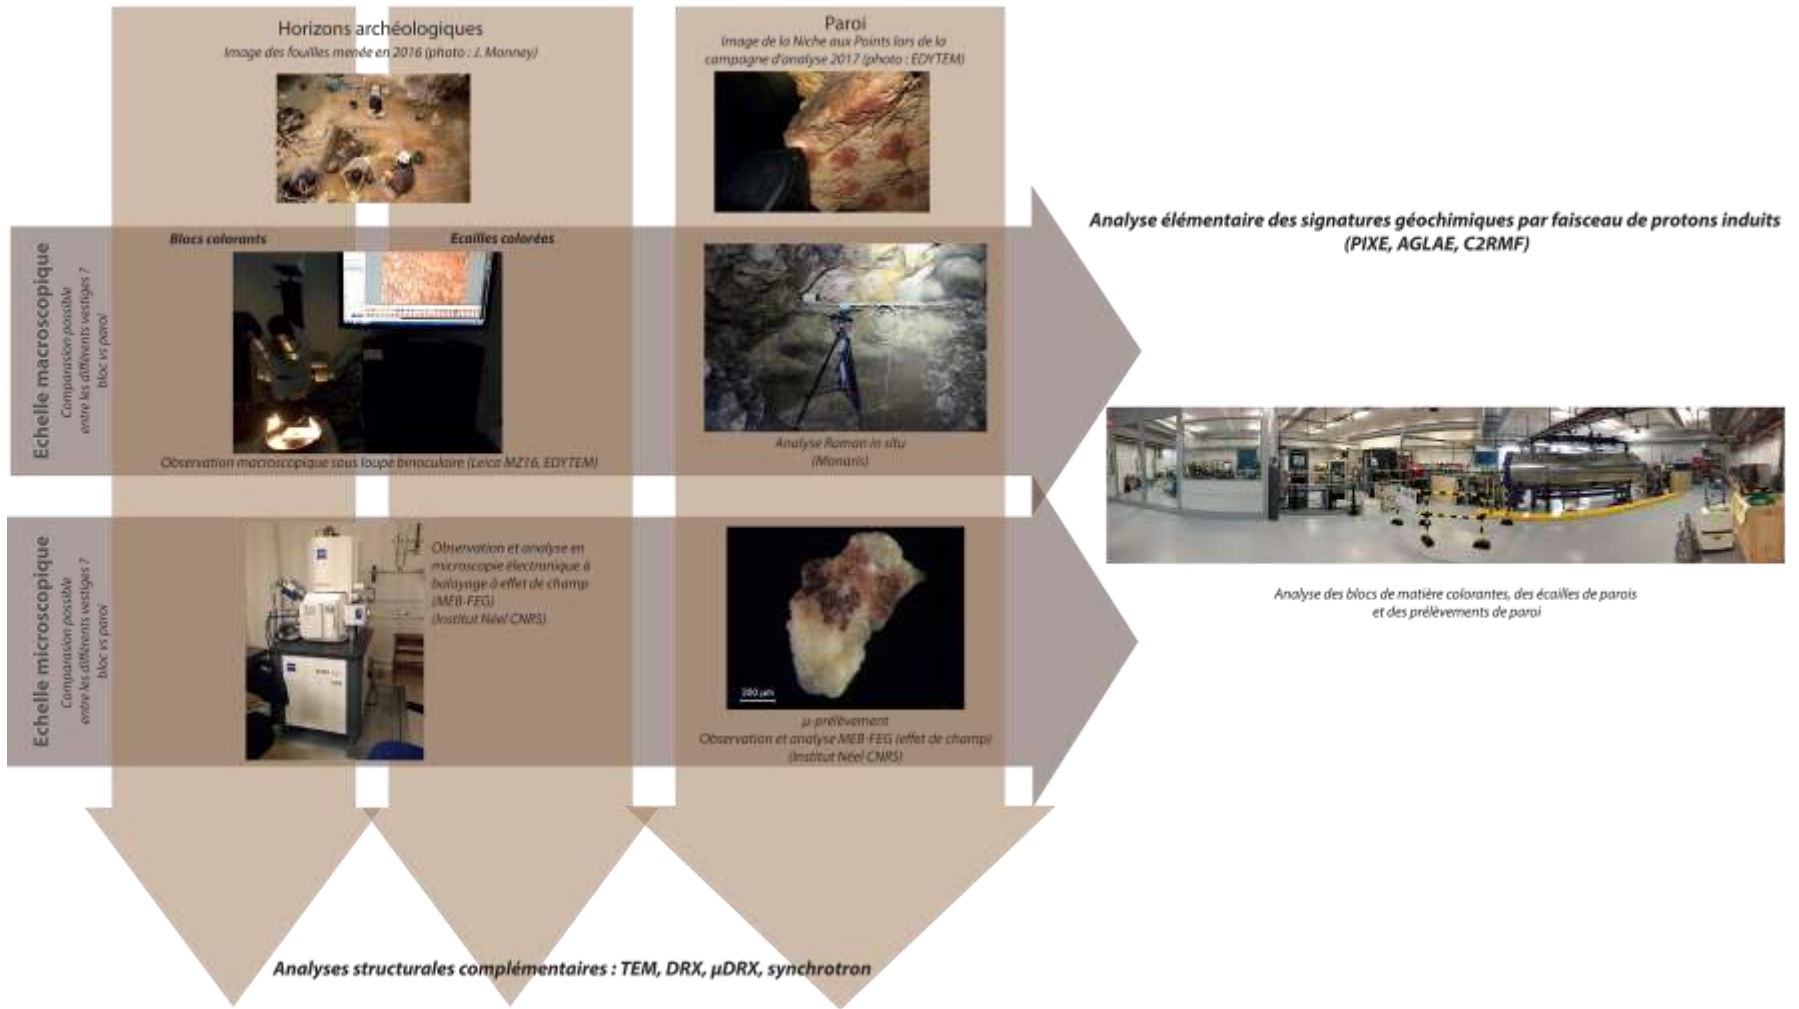 Horizons archéologiques
Image des fouilles menée en 2016 (photo : J. Monney)
Paroi
Image de la Niche aux Points lors de la
campagne d'analyse 2017 (photo : EDYTEM)
Analyse élémentaire des signatures géochimiques par faisceau de protons induits
(PIXE, AGLAE, C2RMF)
Echelle macroscopique
Comparasion possible
entre les différents vestiges ?
bloc vs paroi
Blocs colorants
Ecailles colorées
Observation macroscopique sous loupe binoculaire (Leica MZ16, EDYTEM)
Analyse Raman in situ
(Monaris)
Echelle microscopique
Comparasion possible
entre les différents vestiges ?
bloc vs paroi
Observation et analyse en
microscopie électronique à
balayage à effet de champ
(MEB-FEG)
(Institut Néel CNRS)
200 µm
µ-prélèvement
Observation et analyse MEB-FEG (effet de champ)
(Institut Néel CNRS)
Analyse des blocs de matière colorantes, des écailles de parois
et des prélèvements de paroi
Analyses structurales complémentaires : TEM, DRX, µDRX, synchrotron